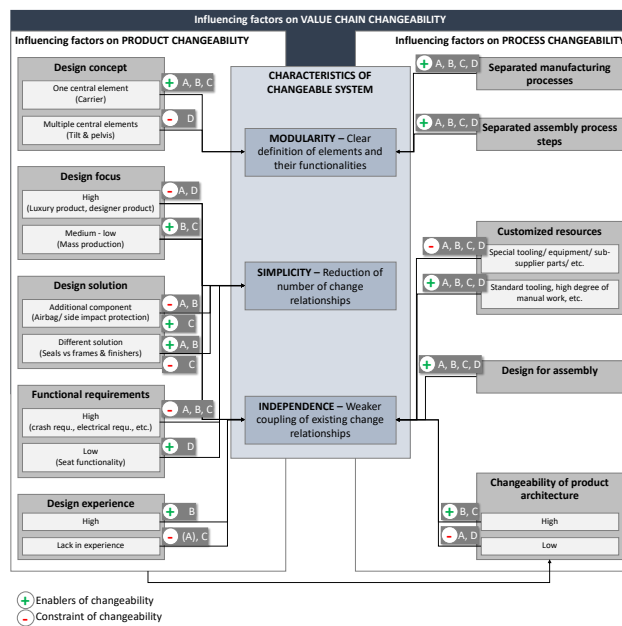 Influencing factors on VALUE CHAIN CHANGEABILITY
Influencing factors on PRODUCT CHANGEABILITY
Design concept
One central element
(Carrier)
+ A, B, C
Multiple central elements
(Tilt & pelvis)
- D
Design focus
High
(Luxury product, designer product)
- A, D
Medium - low
(Mass production)
+ B, C
Design solution
Additional component
(Airbag/ side impact protection)
- A, B
+ C
Different solution
(Seals vs frames & finishers)
+ A, B
- C
Functional requirements
High
(crash requ., electrical requ., etc.)
- A, B, C
Low
(Seat functionality)
+ D
Design experience
High
+ B
Lack in experience
- (A), C
CHARACTERISTICS OF
CHANGEABLE SYSTEM
MODULARITY – Clear
definition of elements and
their functionalities
SIMPLICITY – Reduction of
number of change
relationships
INDEPENDENCE – Weaker
coupling of existing change
relationships
Influencing factors on PROCESS CHANGEABILITY
+ A, B, C, D
Separated manufacturing
processes
+ A, B, C, D
Separated assembly process
steps
Customized resources
- A, B, C, D
Special tooling/ equipment/ sub-
supplier parts/ etc.
+ A, B, C, D
Standard tooling, high degree of
manual work, etc.
+ A, B, C, D
Design for assembly
Changeability of product
architecture
+ B, C
High
- A, D
Low
+ Enablers of changeability
- Constraint of changeability